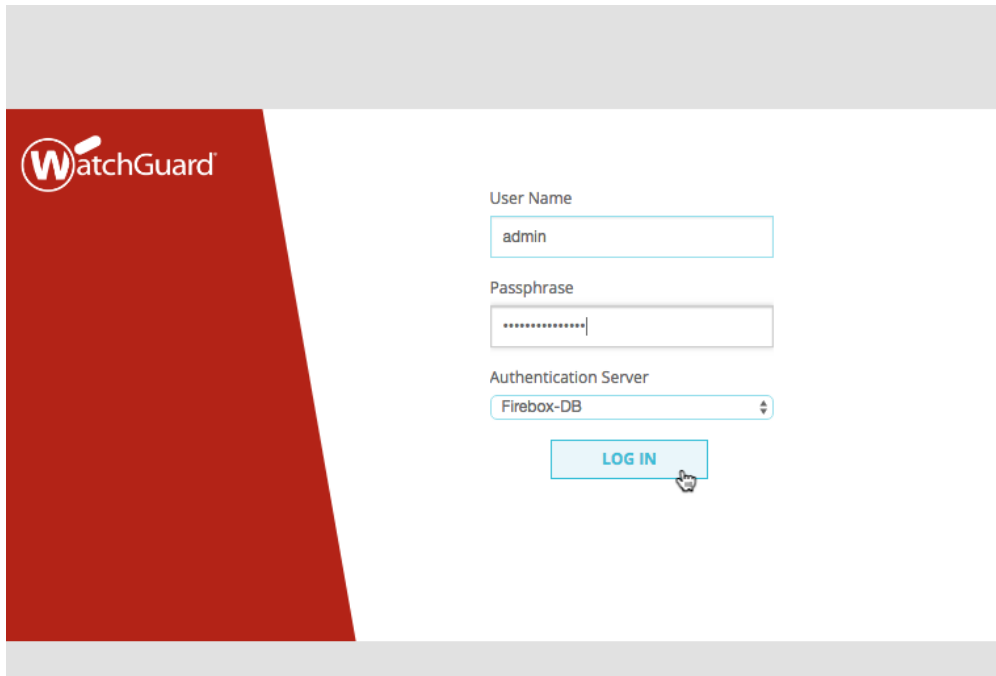 WatchGuard
User Name
admin
Passphrase
•••••••••••••••
Authentication Server
Firebox-DB
LOG IN